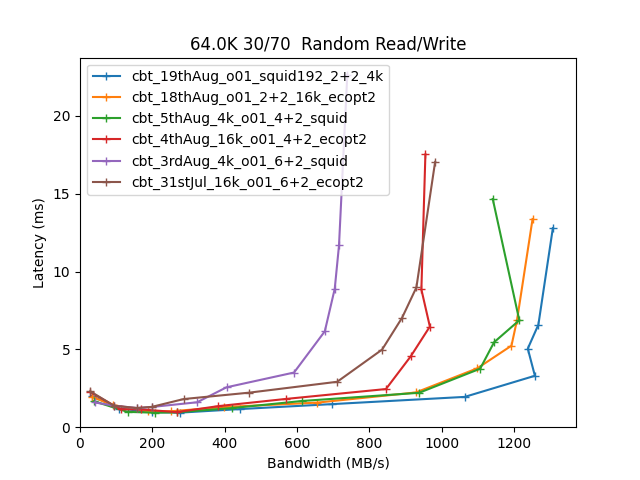 64.0K 30/70  Random Read/Write
cbt_19thAug_o01_squid192_2+2_4k
cbt_18thAug_o01_2+2_16k_ecopt2
cbt_5thAug_4k_o01_4+2_squid
cbt_4thAug_16k_o01_4+2_ecopt2
cbt_3rdAug_4k_o01_6+2_squid
cbt_31stJul_16k_o01_6+2_ecopt2
20
15
10
5
0
Latency (ms)
0 200 400 600 800 1000 1200
Bandwidth (MB/s)